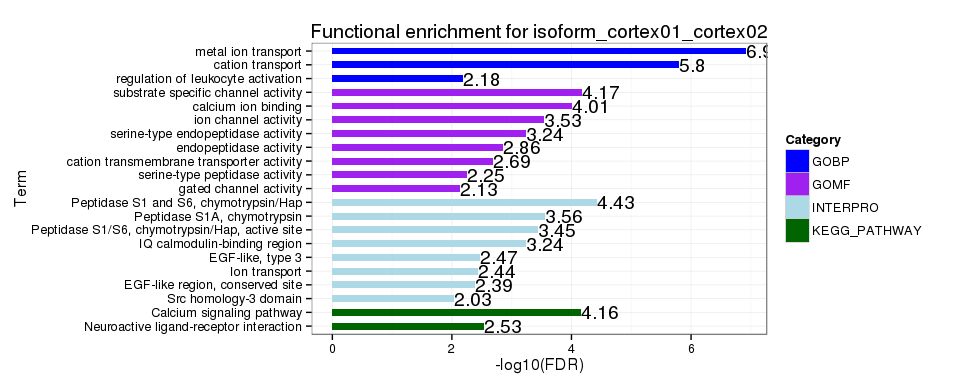 Functional enrichment for isoform_cortex01_cortex02
metal ion transport 6.9
cation transport 5.8
regulation of leukocyte activation 2.18
substrate specific channel activity 4.17
calcium ion binding 4.01
ion channel activity 3.53
serine-type endopeptidase activity 3.24
endopeptidase activity 2.86
cation transmembrane transporter activity 2.69
serine-type peptidase activity 2.25
gated channel activity 2.13
Peptidase S1 and S6, chymotrypsin/Hap 4.43
Peptidase S1A, chymotrypsin 3.56
Peptidase S1/S6, chymotrypsin/Hap, active site 3.45
IQ calmodulin-binding region 3.24
EGF-like, type 3 2.47
Ion transport 2.44
EGF-like region, conserved site 2.39
Src homology-3 domain 2.03
Calcium signaling pathway 4.16
Neuroactive ligand-receptor interaction 2.53
Term
0 2 4 6
-log10(FDR)
Category
GOBP
GOMF
INTERPRO
KEGG_PATHWAY